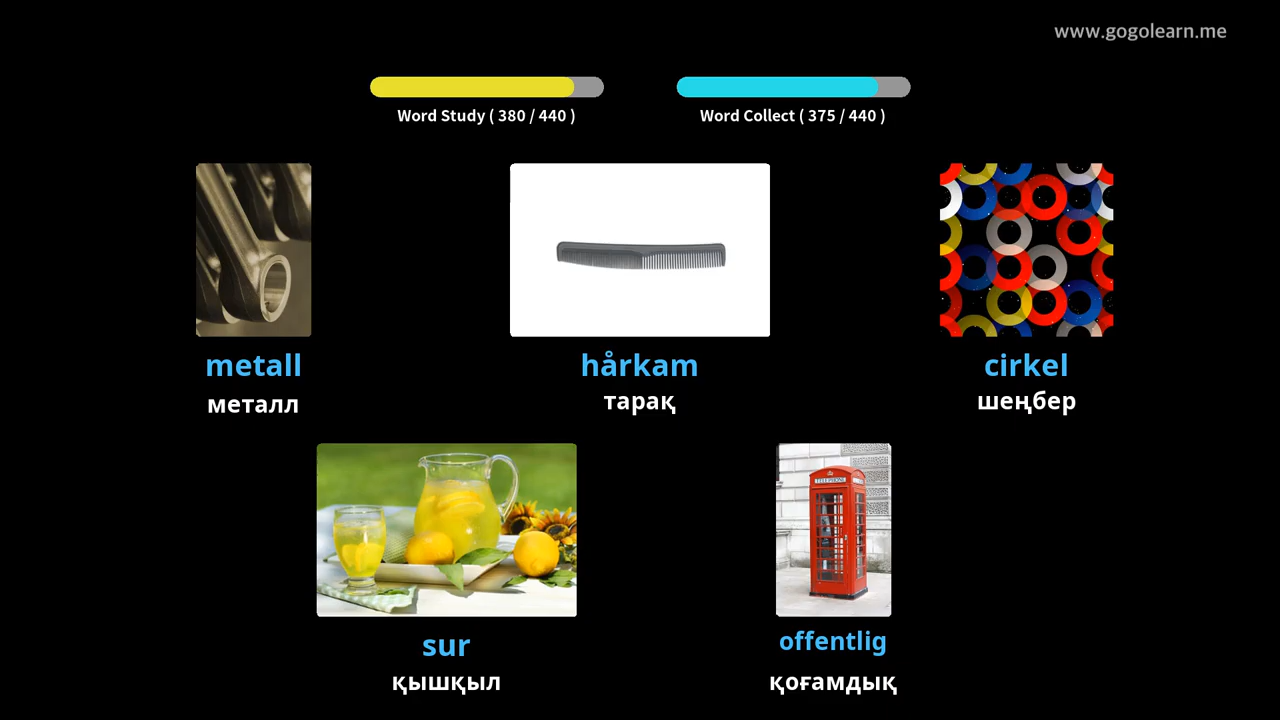 www.gogolearn.me
Word Study ( 380 / 440 )
Word Collect ( 375 / 440 )
metall
металл
hårkam
тарақ
cirkel
шеңбер
TELEPHONE
sur
қышқыл
offentlig
қоғамдық